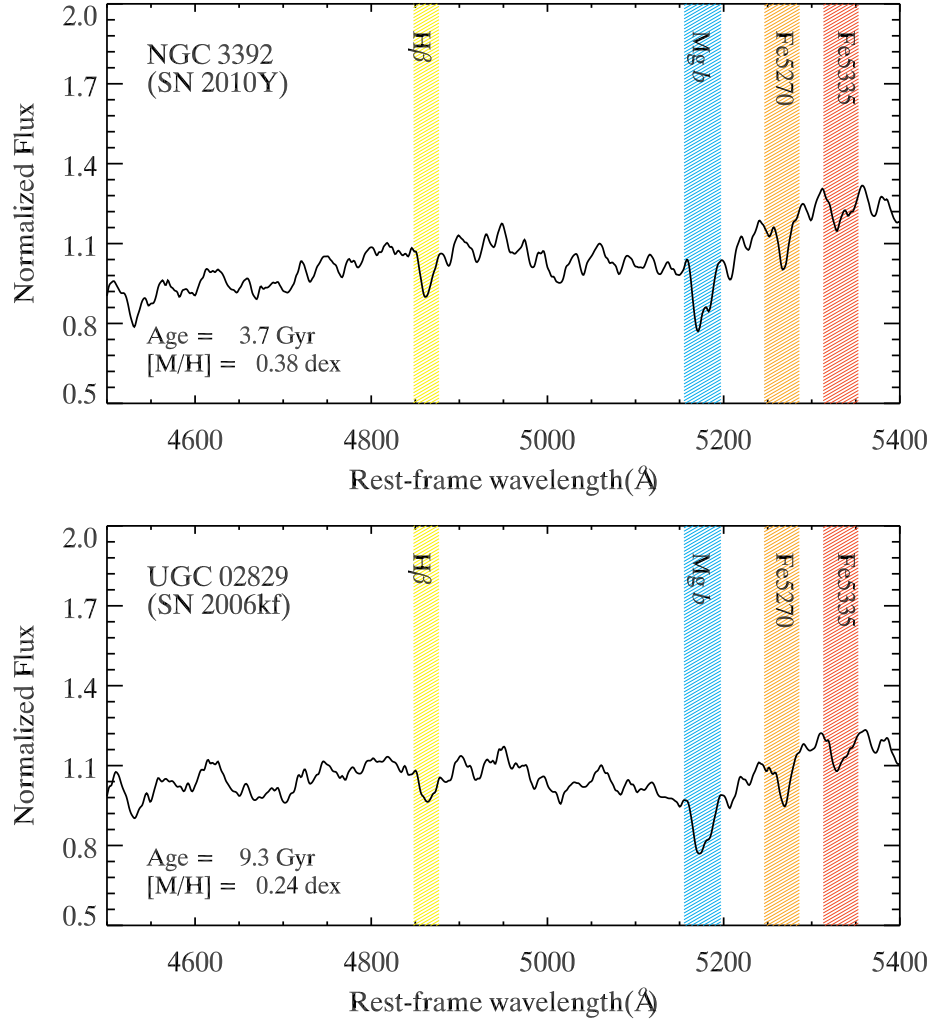 2.0
1.7
1.4
1.1
0.8
0.5
Normalized Flux
NGC 3392
(SN 2010Y)
Hβ
Mg b
Fe5270
Fe5335
Age = 3.7 Gyr
[M/H] = 0.38 dex
4600 4800 5000 5200 5400
Rest-frame wavelength(Å)
2.0
1.7
1.4
1.1
0.8
0.5
Normalized Flux
UGC 02829
(SN 2006kf)
Hβ
Mg b
Fe5270
Fe5335
Age = 9.3 Gyr
[M/H] = 0.24 dex
4600 4800 5000 5200 5400
Rest-frame wavelength(Å)